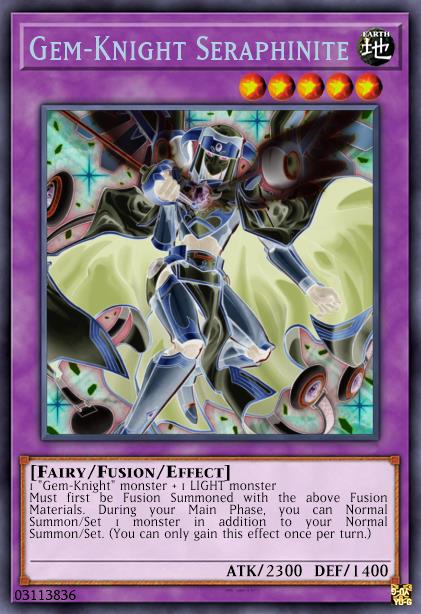 GEM-KNIGHT SERAPHINITE
EARTH
地
[FAIRY/FUSION/EFFECT]
1 "Gem-Knight" monster + 1 LIGHT monster
Must first be Fusion Summoned with the above Fusion
Materials. During your Main Phase, you can Normal
Summon/Set 1 monster in addition to your Normal
Summon/Set. (You can only gain this effect once per turn.)
ATK/2300 DEF/1400
03113836